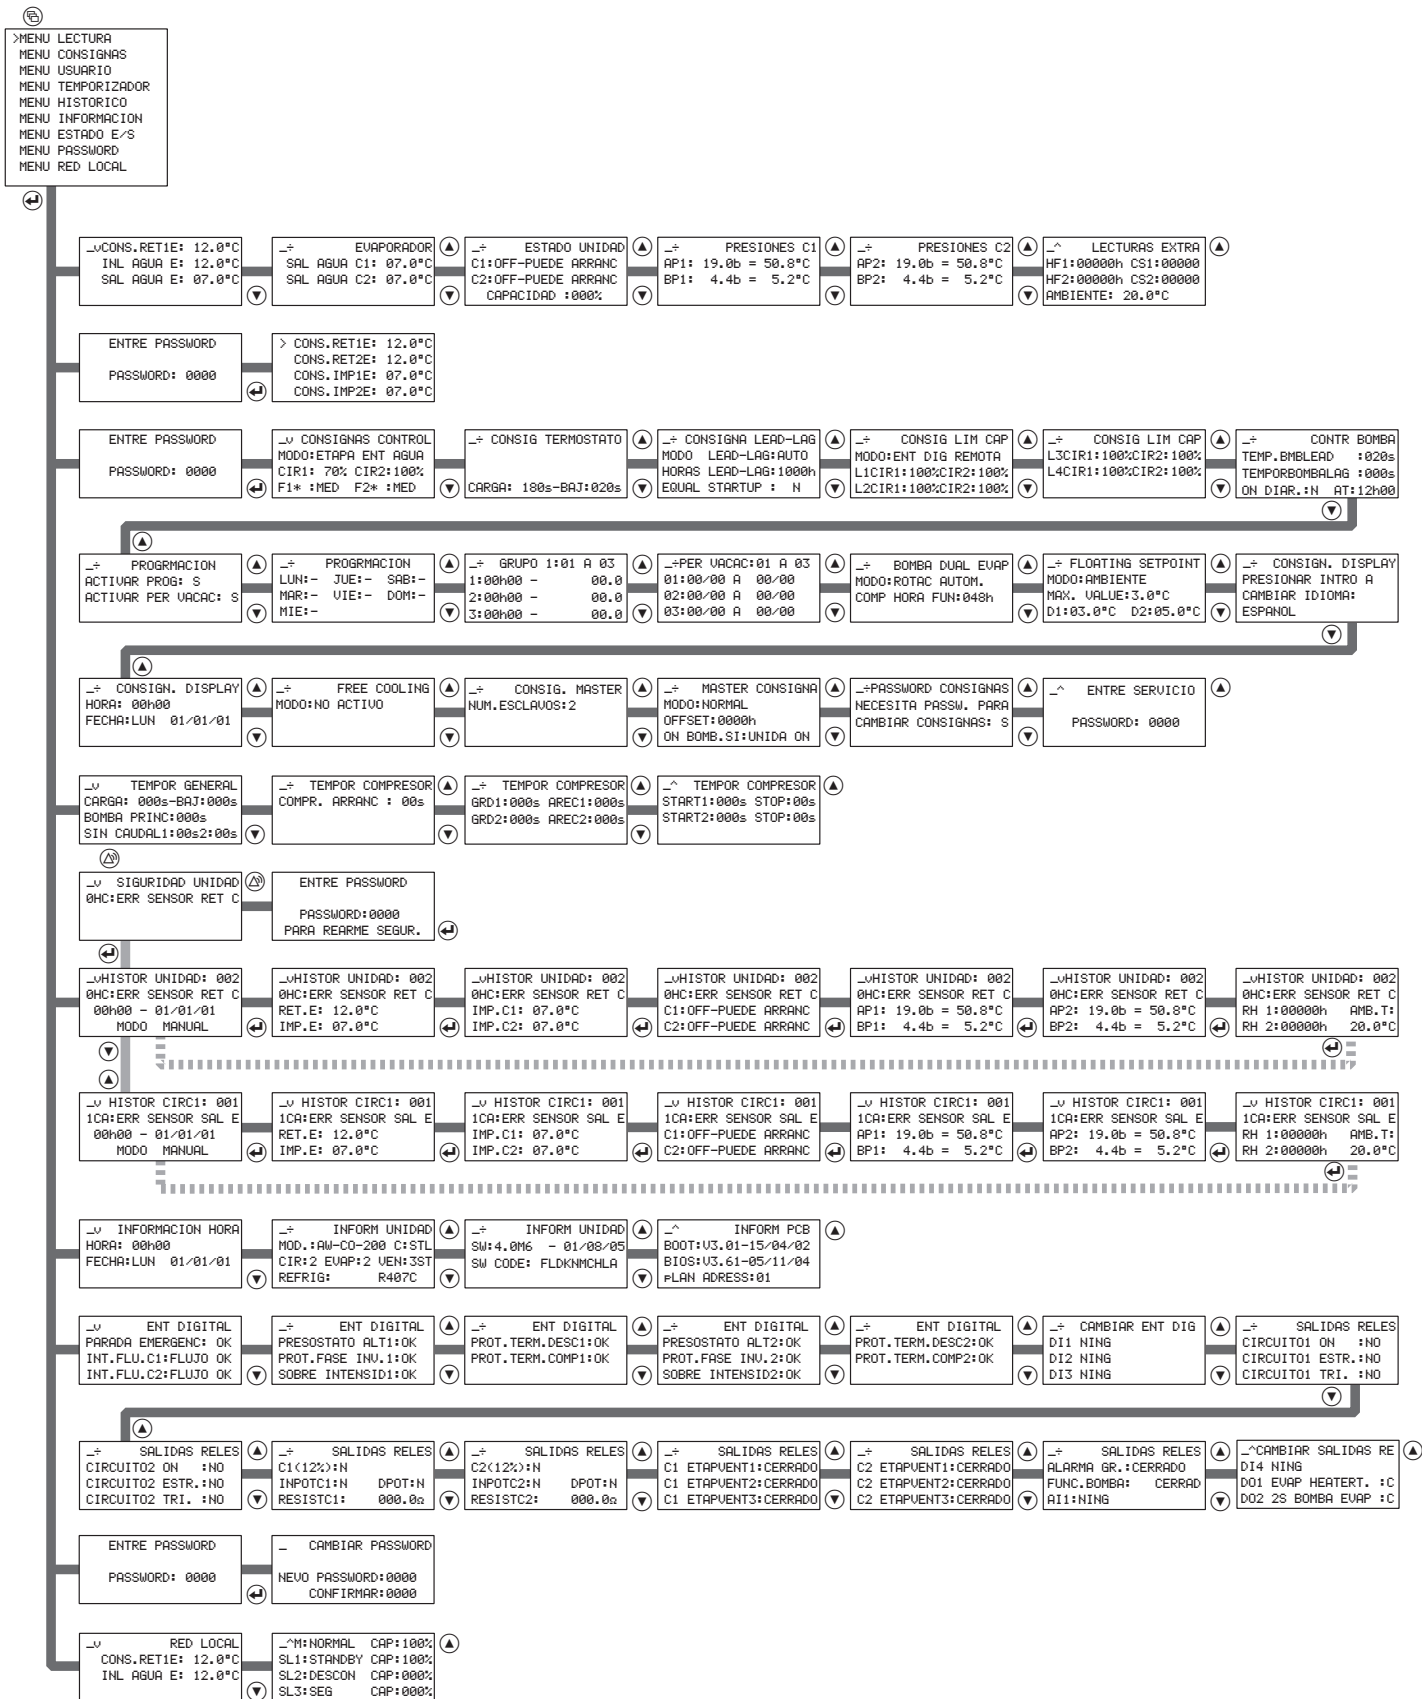 >MENU LECTURA
MENU CONSIGNAS
MENU USUARIO
MENU TEMPORIZADOR
MENU HISTORICO
MENU INFORMACION
MENU ESTADO E/S
MENU PASSWORD
MENU RED LOCAL
_vCONS.RET1E: 12.0°C
INL AGUA E: 12.0°C
SAL AGUA E: 07.0°C
_÷ EVAPORADOR
SAL AGUA C1: 07.0°C
SAL AGUA C2: 07.0°C
_÷ ESTADO UNIDAD
C1:OFF-PUEDE ARRANC
C2:OFF-PUEDE ARRANC
CAPACIDAD :000%
_÷ PRESIONES C1
AP1: 19.0b = 50.8°C
BP1: 4.4b = 5.2°C
_÷ PRESIONES C2
AP2: 19.0b = 50.8°C
BP2: 4.4b = 5.2°C
_^ LECTURAS EXTRA
HF1:00000h CS1:00000
HF2:00000h CS2:00000
AMBIENTE: 20.0°C
ENTRE PASSWORD
PASSWORD: 0000
> CONS.RET1E: 12.0°C
CONS.RET2E: 12.0°C
CONS.IMP1E: 07.0°C
CONS.IMP2E: 07.0°C
ENTRE PASSWORD
PASSWORD: 0000
_v CONSIGNAS CONTROL
MODO:ETAPA ENT AGUA
CIR1: 70% CIR2:100%
F1* :MED F2* :MED
_÷ CONSIG TERMOSTATO
CARGA: 180s-BAJ:020s
_÷ CONSIGNA LEAD-LAG
MODO LEAD-LAG:AUTO
HORAS LEAD-LAG:1000h
EQUAL STARTUP : N
_÷ CONSIG LIM CAP
MODO:ENT DIG REMOTA
L1CIR1:100%CIR2:100%
L2CIR1:100%CIR2:100%
_÷ CONSIG LIM CAP
L3CIR1:100%CIR2:100%
L4CIR1:100%CIR2:100%
_÷ CONTR BOMBA
TEMP.BMBLEAD :020s
TEMPORBOMBALAG :000s
ON DIAR.:N AT:12h00
_÷ PROGRMACION
ACTIVAR PROG: S
ACTIVAR PER VACAC: S
_÷ PROGRMACION
LUN:- JUE:- SAB:-
MAR:- VIE:- DOM:-
MIE:-
_÷ GRUPO 1:01 A 03
1:00h00 - 00.0
2:00h00 - 00.0
3:00h00 - 00.0
_÷PER VACAC:01 A 03
01:00/00 A 00/00
02:00/00 A 00/00
03:00/00 A 00/00
_÷ BOMBA DUAL EVAP
MODO:ROTAC AUTOM.
COMP HORA FUN:048h
_÷ FLOATING SETPOINT
MODO:AMBIENTE
MAX. VALUE:3.0°C
D1:03.0°C D2:05.0°C
_÷ CONSIGN. DISPLAY
PRESIONAR INTRO A
CAMBIAR IDIOMA:
ESPANOL
_÷ CONSIGN. DISPLAY
HORA: 00h00
FECHA:LUN 01/01/01
_÷ FREE COOLING
MODO:NO ACTIVO
_÷ CONSIG. MASTER
NUM.ESCLAVOS:2
_÷ MASTER CONSIGNA
MODO:NORMAL
OFFSET:0000h
ON BOMB.SI:UNIDA ON
_÷PASSWORD CONSIGNAS
NECESITA PASSW. PARA
CAMBIAR CONSIGNAS: S
_^ ENTRE SERVICIO
PASSWORD: 0000
_v TEMPOR GENERAL
CARGA: 000s-BAJ:000s
BOMBA PRINC:000s
SIN CAUDAL1:00s2:00s
_÷ TEMPOR COMPRESOR
COMPR. ARRANC : 00s
_÷ TEMPOR COMPRESOR
GRD1:000s AREC1:000s
GRD2:000s AREC2:000s
_^ TEMPOR COMPRESOR
START1:000s STOP:00s
START2:000s STOP:00s
_v SIGURIDAD UNIDAD
0HC:ERR SENSOR RET C
ENTRE PASSWORD
PASSWORD:0000
PARA REARME SEGUR.
_vHISTOR UNIDAD: 002
0HC:ERR SENSOR RET C
00h00 - 01/01/01
MODO MANUAL
_vHISTOR UNIDAD: 002
0HC:ERR SENSOR RET C
RET.E: 12.0°C
IMP.E: 07.0°C
_vHISTOR UNIDAD: 002
0HC:ERR SENSOR RET C
IMP.C1: 07.0°C
IMP.C2: 07.0°C
_vHISTOR UNIDAD: 002
0HC:ERR SENSOR RET C
C1:OFF-PUEDE ARRANC
C2:OFF-PUEDE ARRANC
_vHISTOR UNIDAD: 002
0HC:ERR SENSOR RET C
AP1: 19.0b = 50.8°C
BP1: 4.4b = 5.2°C
_vHISTOR UNIDAD: 002
0HC:ERR SENSOR RET C
AP2: 19.0b = 50.8°C
BP2: 4.4b = 5.2°C
_vHISTOR UNIDAD: 002
0HC:ERR SENSOR RET C
RH 1:00000h AMB.T:
RH 2:00000h 20.0°C
_v HISTOR CIRC1: 001
1CA:ERR SENSOR SAL E
00h00 - 01/01/01
MODO MANUAL
_v HISTOR CIRC1: 001
1CA:ERR SENSOR SAL E
RET.E: 12.0°C
IMP.E: 07.0°C
_v HISTOR CIRC1: 001
1CA:ERR SENSOR SAL E
IMP.C1: 07.0°C
IMP.C2: 07.0°C
_v HISTOR CIRC1: 001
1CA:ERR SENSOR SAL E
C1:OFF-PUEDE ARRANC
C2:OFF-PUEDE ARRANC
_v HISTOR CIRC1: 001
1CA:ERR SENSOR SAL E
AP1: 19.0b = 50.8°C
BP1: 4.4b = 5.2°C
_v HISTOR CIRC1: 001
1CA:ERR SENSOR SAL E
AP2: 19.0b = 50.8°C
BP2: 4.4b = 5.2°C
_v HISTOR CIRC1: 001
1CA:ERR SENSOR SAL E
RH 1:00000h AMB.T:
RH 2:00000h 20.0°C
_v INFORMACION HORA
HORA: 00h00
FECHA:LUN 01/01/01
_÷ INFORM UNIDAD
MOD.:AW-CO-200 C:STL
CIR:2 EVAP:2 VEN:3ST
REFRIG: R407C
_÷ INFORM UNIDAD
SW:4.0M6 - 01/08/05
SW CODE: FLDKNMCHLA
_^ INFORM PCB
BOOT:V3.01-15/04/02
BIOS:V3.61-05/11/04
pLAN ADRESS:01
_v ENT DIGITAL
PARADA EMERGENC: OK
INT.FLU.C1:FLUJO OK
INT.FLU.C2:FLUJO OK
_÷ ENT DIGITAL
PRESOSTATO ALT1:OK
PROT.FASE INV.1:OK
SOBRE INTENSID1:OK
_÷ ENT DIGITAL
PROT.TERM.DESC1:OK
PROT.TERM.COMP1:OK
_÷ ENT DIGITAL
PRESOSTATO ALT2:OK
PROT.FASE INV.2:OK
SOBRE INTENSID2:OK
_÷ ENT DIGITAL
PROT.TERM.DESC2:OK
PROT.TERM.COMP2:OK
_÷ CAMBIAR ENT DIG
DI1 NING
DI2 NING
DI3 NING
_÷ SALIDAS RELES
CIRCUITO1 ON :NO
CIRCUITO1 ESTR.:NO
CIRCUITO1 TRI. :NO
_÷ SALIDAS RELES
CIRCUITO2 ON :NO
CIRCUITO2 ESTR.:NO
CIRCUITO2 TRI. :NO
_÷ SALIDAS RELES
C1(12%):N
INPOTC1:N DPOT:N
RESISTC1: 000.0Ω
_÷ SALIDAS RELES
C2(12%):N
INPOTC2:N DPOT:N
RESISTC2: 000.0Ω
_÷ SALIDAS RELES
C1 ETAPVENT1:CERRADO
C1 ETAPVENT2:CERRADO
C1 ETAPVENT3:CERRADO
_÷ SALIDAS RELES
C2 ETAPVENT1:CERRADO
C2 ETAPVENT2:CERRADO
C2 ETAPVENT3:CERRADO
_÷ SALIDAS RELES
ALARMA GR.:CERRADO
FUNC.BOMBA: CERRAD
AI1:NING
_^CAMBIAR SALIDAS RE
DI4 NING
DO1 EVAP HEATERT. :C
DO2 2S BOMBA EVAP :C
ENTRE PASSWORD
PASSWORD: 0000
_ CAMBIAR PASSWORD
NEVO PASSWORD:0000
CONFIRMAR:0000
_v RED LOCAL
CONS.RET1E: 12.0°C
INL AGUA E: 12.0°C
_^M:NORMAL CAP:100%
SL1:STANDBY CAP:100%
SL2:DESCON CAP:000%
SL3:SEG CAP:000%